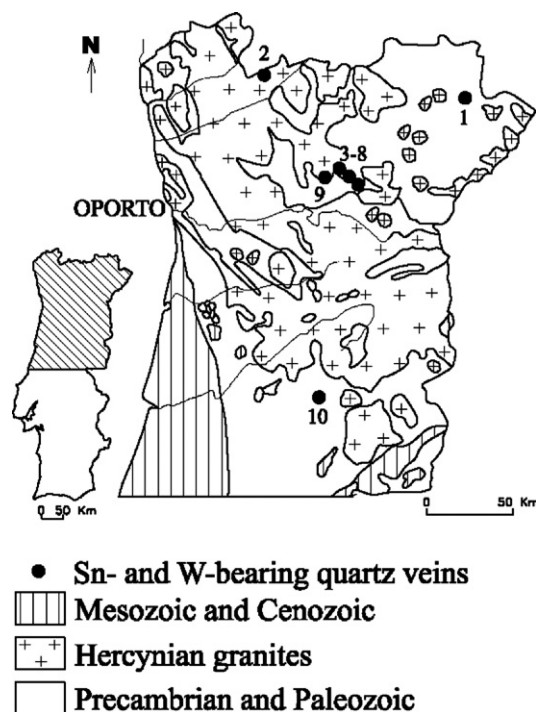 N
2
1
3-8
9
OPORTO
10
0 50 Km
0 50 Km
Sn- and W-bearing quartz veins
Mesozoic and Cenozoic
Hercynian granites
Precambrian and Paleozoic